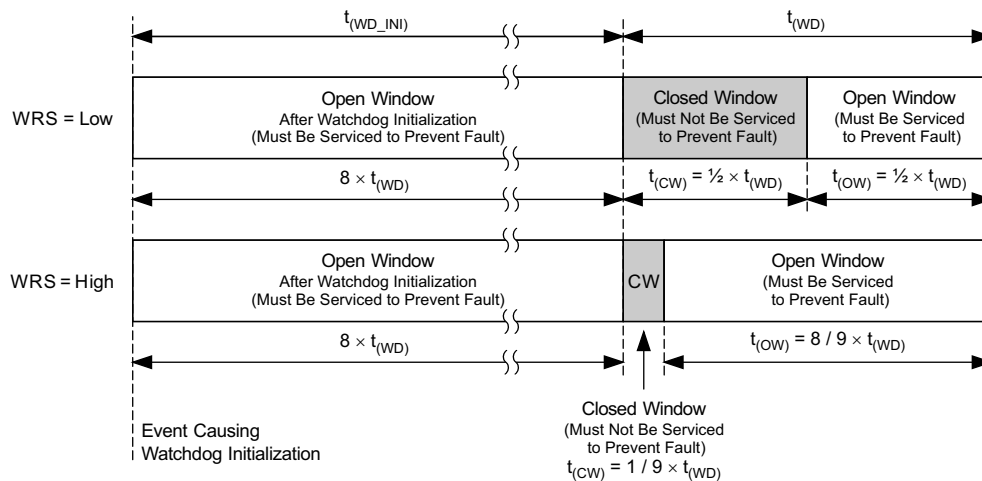 t(WD_INI)
t(WD)
WRS = Low
Open Window
After Watchdog Initialization
(Must Be Serviced to Prevent Fault)
Closed Window
(Must Not Be Serviced
to Prevent Fault)
Open Window
(Must Be Serviced
to Prevent Fault)
8 × t(WD)
t(CW) = ½ × t(WD)
t(OW) = ½ × t(WD)
WRS = High
Open Window
After Watchdog Initialization
(Must Be Serviced to Prevent Fault)
CW
Open Window
(Must Be Serviced
to Prevent Fault)
8 × t(WD)
t(OW) = 8 / 9 × t(WD)
Event Causing
Watchdog Initialization
Closed Window
(Must Not Be Serviced
to Prevent Fault)
t(CW) = 1 / 9 × t(WD)